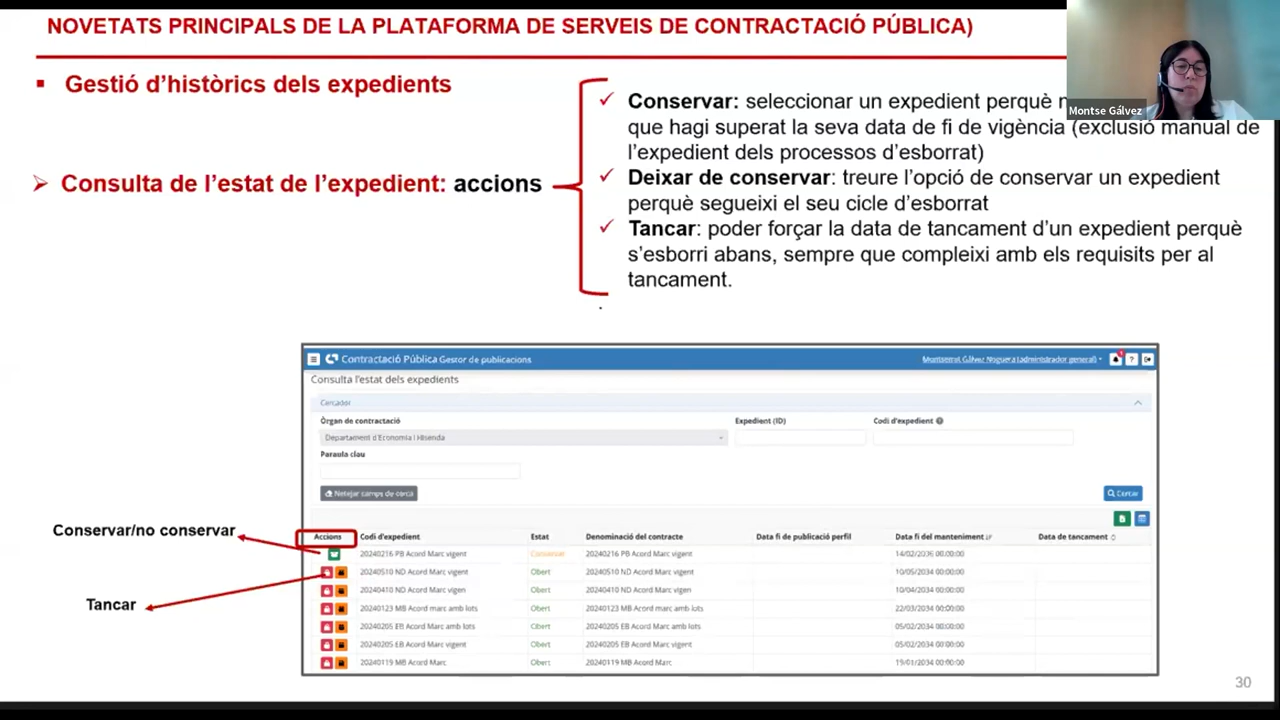 NOVETATS PRINCIPALS DE LA PLATAFORMA DE SERVEIS DE CONTRACTACIÓ PÚBLICA)
Montse Gálvez
Gestió d'històrics dels expedients
Consulta de l'estat de l'expedient: accions
Conservar: seleccionar un expedient perquè
que hagi superat la seva data de fi de vigència (exclusió manual de
l'expedient dels processos d'esborrat)
Deixar de conservar: treure l'opció de conservar un expedient
perquè segueixi el seu cicle d'esborrat
Tancar: poder forçar la data de tancament d'un expedient perquè
s'esborri abans, sempre que compleixi amb els requisits per al
tancament.
.
Contractació Pública Gestor de publicacions
Montserrat Gálvez Noguera (administrador general)
Consulta l'estat dels expedients
Cercador
Òrgan de contractació
Expedient (ID)
Codi d'expedient
Departament d'Economia i Hisenda
Paraula clau
Netejar camps de cerca
Cercar
Conservar/no conservar
Tancar
Accions Codi d'expedient Estat Denominació del contracte Data fi de publicació perfil Data fi del manteniment Data de tancament
20240216 PB Acord Marc vigent Conservar 20240216 PB Acord Marc vigent 14/02/2036 00:00:00
20240510 ND Acord Marc vigent Obert 20240510 ND Acord Marc vigent 10/05/2034 00:00:00
20240410 ND Acord Marc vigen Obert 20240410 ND Acord Marc vigen 10/04/2034 00:00:00
20240123 MB Acord marc amb lots Obert 20240123 MB Acord marc amb lots 22/03/2034 00:00:00
20240205 EB Acord Marc amb lots Obert 20240205 EB Acord Marc amb lots 05/02/2034 00:00:00
20240205 EB Acord Marc vigent Obert 20240205 EB Acord Marc vigent 05/02/2034 00:00:00
20240119 MB Acord Marc Obert 20240119 MB Acord Marc 19/01/2034 00:00:00
30